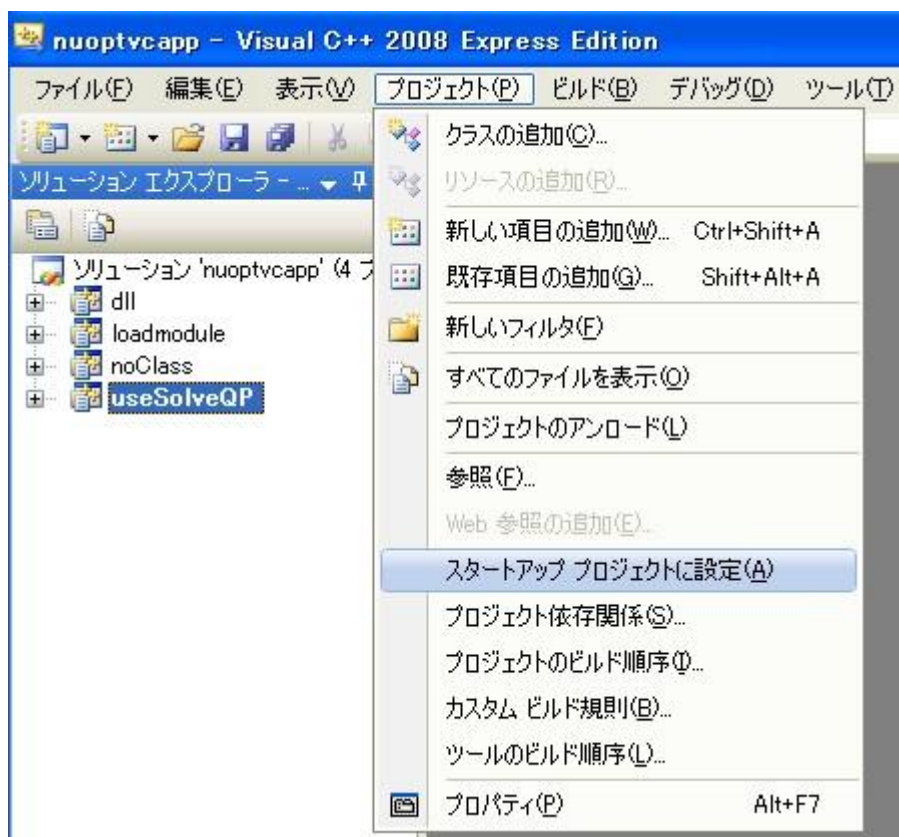 nuoptvcapp - Visual C++ 2008 Express Edition
ファイル(F) 編集(E) 表示(V) プロジェクト(P) ビルド(B) デバッグ(D) ツール(T)
ソリューション エクスプローラ - ...
ソリューション 'nuoptvcapp' (4 プ
dll
loadmodule
noClass
useSolveQP
クラスの追加(C)...
リソースの追加(R)...
新しい項目の追加(W)... Ctrl+Shift+A
既存項目の追加(G)... Shift+Alt+A
新しいフィルタ(F)
すべてのファイルを表示(O)
プロジェクトのアンロード(L)
参照(F)...
Web 参照の追加(E)...
スタートアップ プロジェクトに設定(A)
プロジェクト依存関係(S)...
プロジェクトのビルド順序(I)...
カスタム ビルド規則(B)...
ツールのビルド順序(L)...
プロパティ(P) Alt+F7